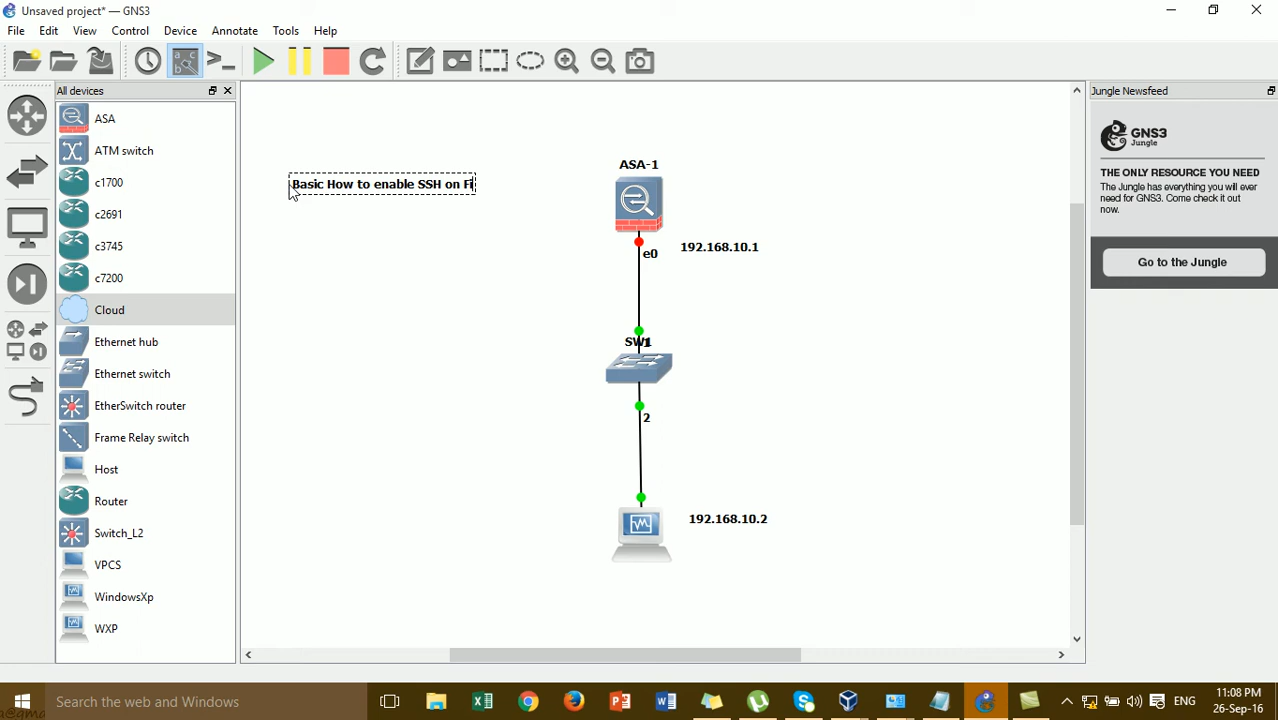 Unsaved project* — GNS3
File Edit View Control Device Annotate Tools Help
All devices
Jungle Newsfeed
ASA
ATM switch
c1700
c2691
c3745
c7200
Cloud
Ethernet hub
Ethernet switch
EtherSwitch router
Frame Relay switch
Host
Router
Switch_L2
VPCS
WindowsXp
WXP
Basic How to enable SSH on Fi
ASA-1
192.168.10.1
e0
SW1
1
2
192.168.10.2
GNS3
Jungle
THE ONLY RESOURCE YOU NEED
The Jungle has everything you will ever
need for GNS3. Come check it out
now.
Go to the Jungle
Search the web and Windows
ENG
11:08 PM
26-Sep-16